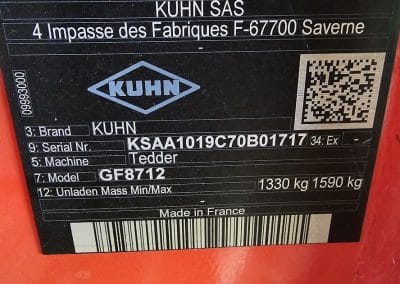 KUHN SAS
4 Impasse des Fabriques F-67700 Saverne
09993000
KUHN
3: Brand KUHN
9: Serial Nr. KSAA1019C70B01717 34: Ex -
5: Machine Tedder -
7: Model GF8712
12: Unladen Mass Min/Max 1330 kg 1590 kg
-
Made in France